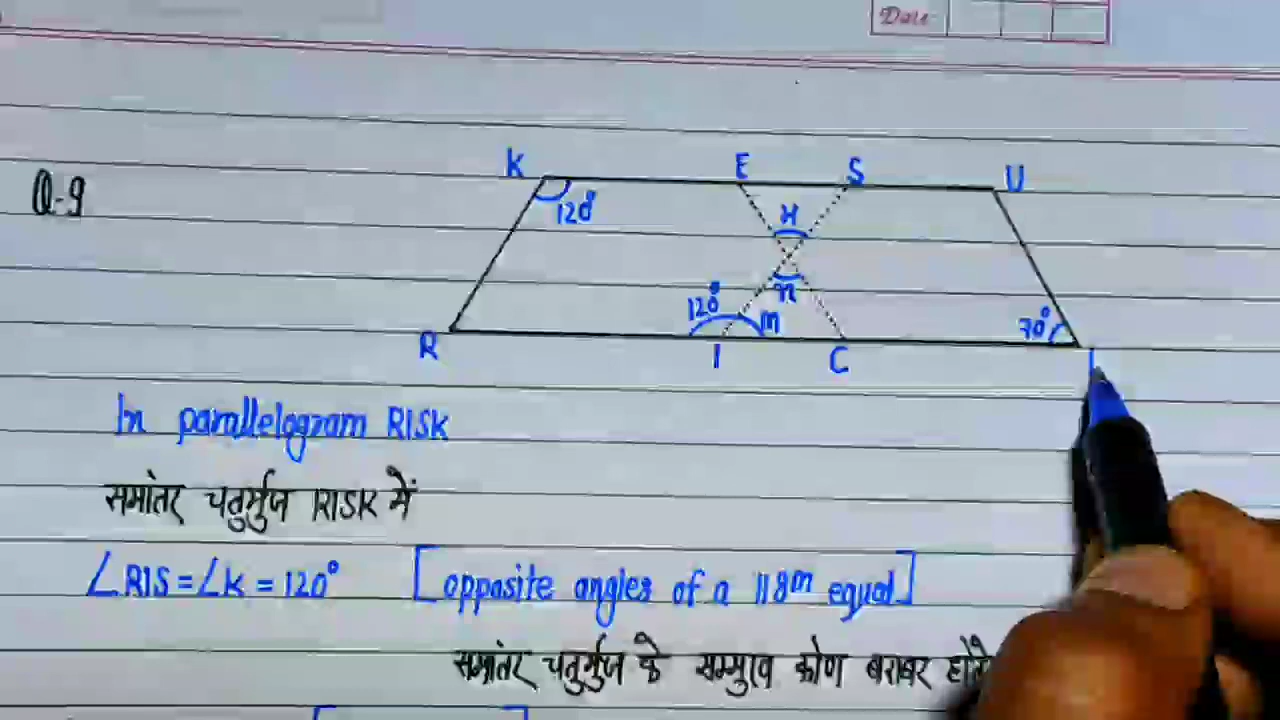 Date
Q-9
K E S U
120°
x
n
120° m 70°
R I C
In parallelogram RISK
समांतर चतुर्भुज RISK में
∠RIS = ∠K = 120° [opposite angles of a ||gm equal]
समांतर चतुर्भुज के सम्मुख कोण बराबर होते